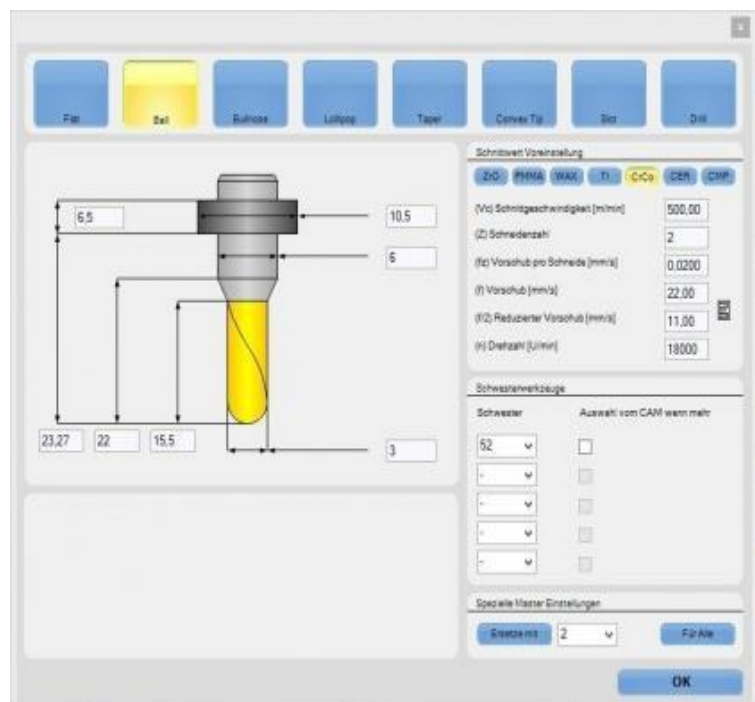 x
Flat Ball Bullnose Lollipop Taper Convex Tip Slot Drill
6,5
10,5
6
23,27 22 15,5
3
Schnittwert Voreinstellung
ZrO PMMA WAX TI CrCo CER CMP
(Vc) Schnittgeschwindigkeit [m/min] 500,00
(Z) Schneidenzahl 2
(fz) Vorschub pro Schneide [mm/s] 0,0200
(f) Vorschub [mm/s] 22,00
(f/2) Reduzierter Vorschub [mm/s] 11,00
(n) Drehzahl [U/min] 18000
Schwesterwerkzeuge
Schwester Auswahl vom CAM wenn mehr
52
-
-
-
-
Spezielle Master Einstellungen
Ersetze mit 2 Für Alle
OK